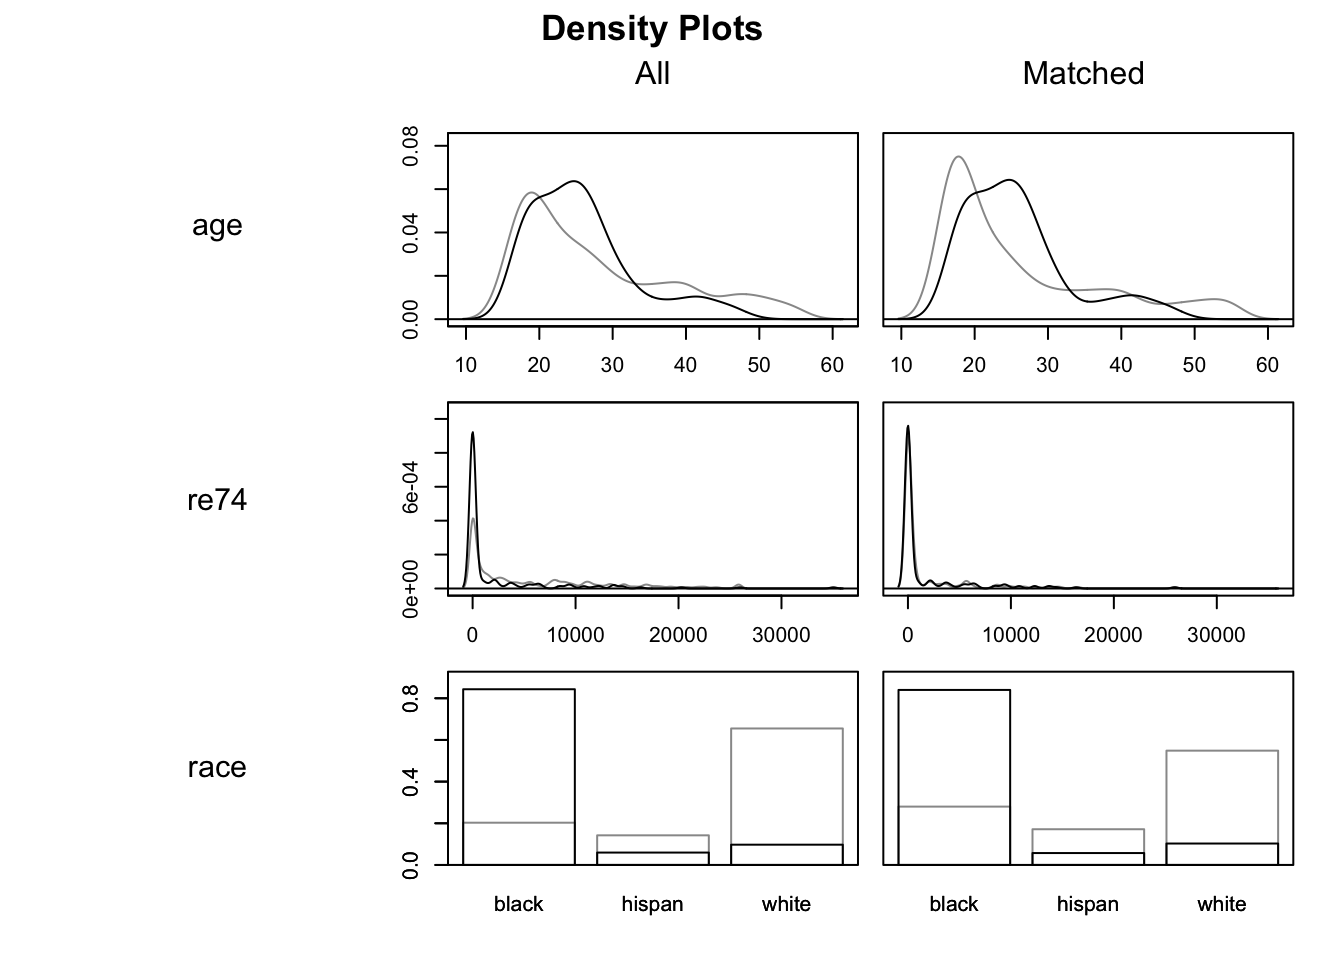 Density Plots
All Matched
age
0.00 0.04 0.08
10 20 30 40 50 60 10 20 30 40 50 60
re74
0e+00 6e-04
0 10000 20000 30000 0 10000 20000 30000
race
0.0 0.4 0.8
black hispan white black hispan white